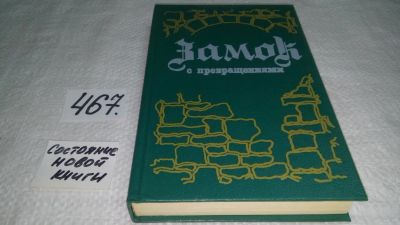 Замок
с превращениями
467.
Состояние
новой
книги